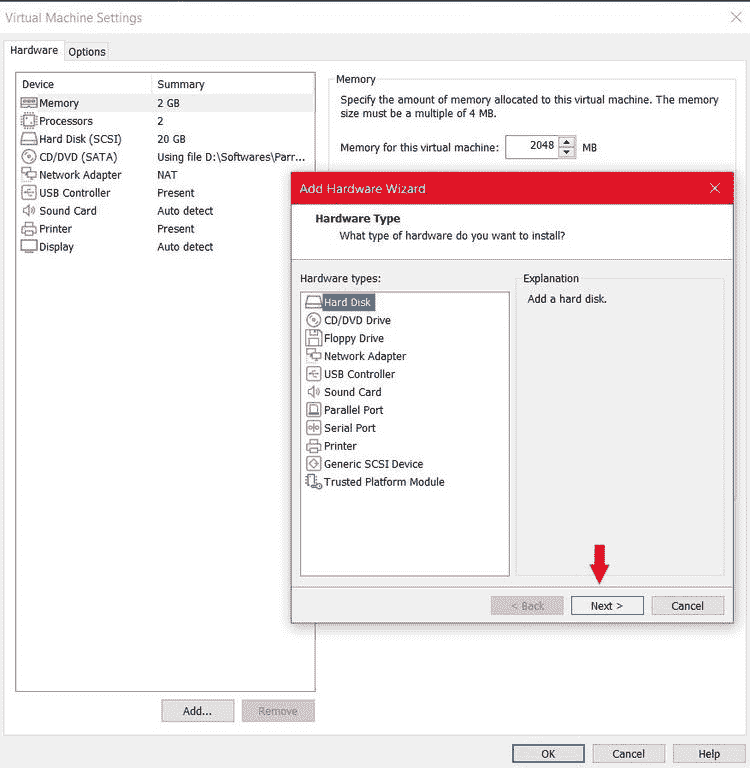 Virtual Machine Settings
Hardware
Options
Device Summary
Memory 2 GB
Processors 2
Hard Disk (SCSI) 20 GB
CD/DVD (SATA) Using file D:\Softwares\Parr...
Network Adapter NAT
USB Controller Present
Sound Card Auto detect
Printer Present
Display Auto detect
Add...
Remove
Memory
Specify the amount of memory allocated to this virtual machine. The memory
size must be a multiple of 4 MB.
Memory for this virtual machine: 2048 MB
Add Hardware Wizard
Hardware Type
What type of hardware do you want to install?
Hardware types:
Hard Disk
CD/DVD Drive
Floppy Drive
Network Adapter
USB Controller
Sound Card
Parallel Port
Serial Port
Printer
Generic SCSI Device
Trusted Platform Module
Explanation
Add a hard disk.
< Back
Next >
Cancel
OK
Cancel
Help